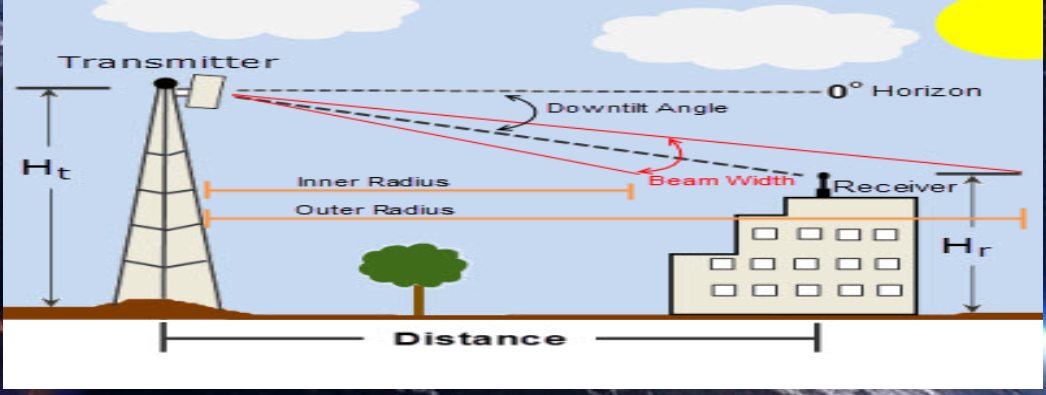 Transmitter
0° Horizon
Downtilt Angle
Ht
Inner Radius
Beam Width
Receiver
Outer Radius
Hr
Distance